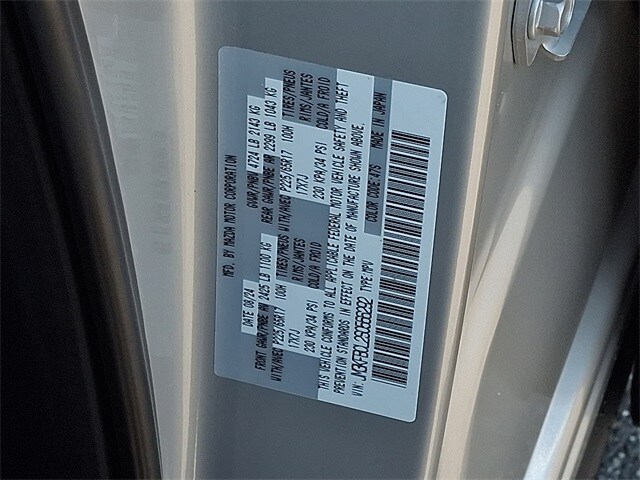 MFD. BY MAZDA MOTOR CORPORATION
DATE 08/24 GVWR/PNBV 4724 LB 2143 KG
FRONT GAWR/PNBE AV 2425 LB 1100 KG REAR GAWR/PNBE AR 2299 LB 1043 KG
WITH/AVEC P225/65R17 100H TIRES/PNEUS WITH/AVEC P225/65R17 100H TIRES/PNEUS
17X7J RIMS/JANTES 17X7J RIMS/JANTES
230 KPA/34 PSI COLD/A FROID 230 KPA/34 PSI COLD/A FROID
THIS VEHICLE CONFORMS TO ALL APPLICABLE FEDERAL MOTOR VEHICLE SAFETY AND THEFT
PREVENTION STANDARDS IN EFFECT ON THE DATE OF MANUFACTURE SHOWN ABOVE.
VIN: TYPE: MPV COLOR CODE: 47S MADE IN JAPAN